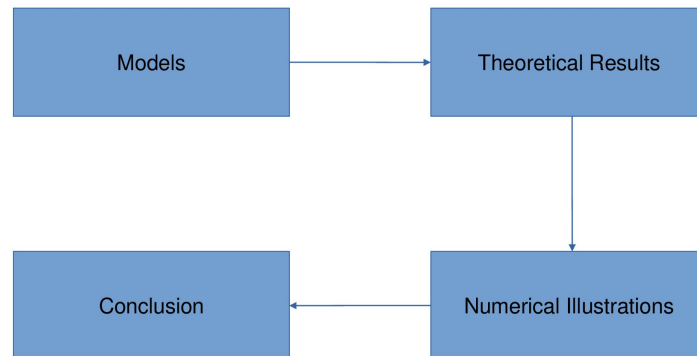 Models
Theoretical Results
Numerical Illustrations
Conclusion